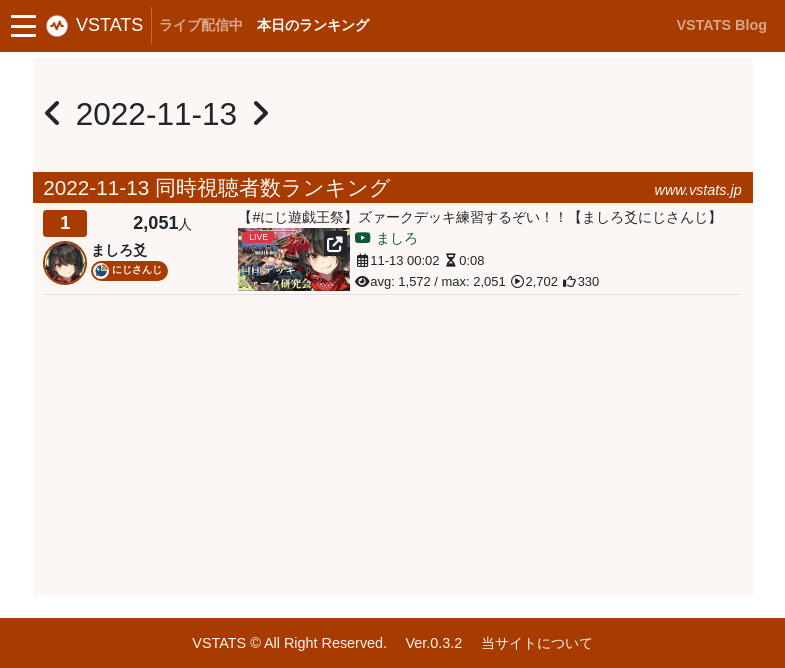 VSTATS ライブ配信中 本日のランキング VSTATS Blog
2022-11-13
2022-11-13 同時視聴者数ランキング www.vstats.jp
1 2,051人
ましろ爻
にじさんじ
【#にじ遊戯王祭】ズァークデッキ練習するぞい！！【ましろ爻にじさんじ】
LIVE
ァーク研究会
ましろ
11-13 00:02 0:08
avg: 1,572 / max: 2,051 2,702 330
VSTATS © All Right Reserved. Ver.0.3.2 当サイトについて